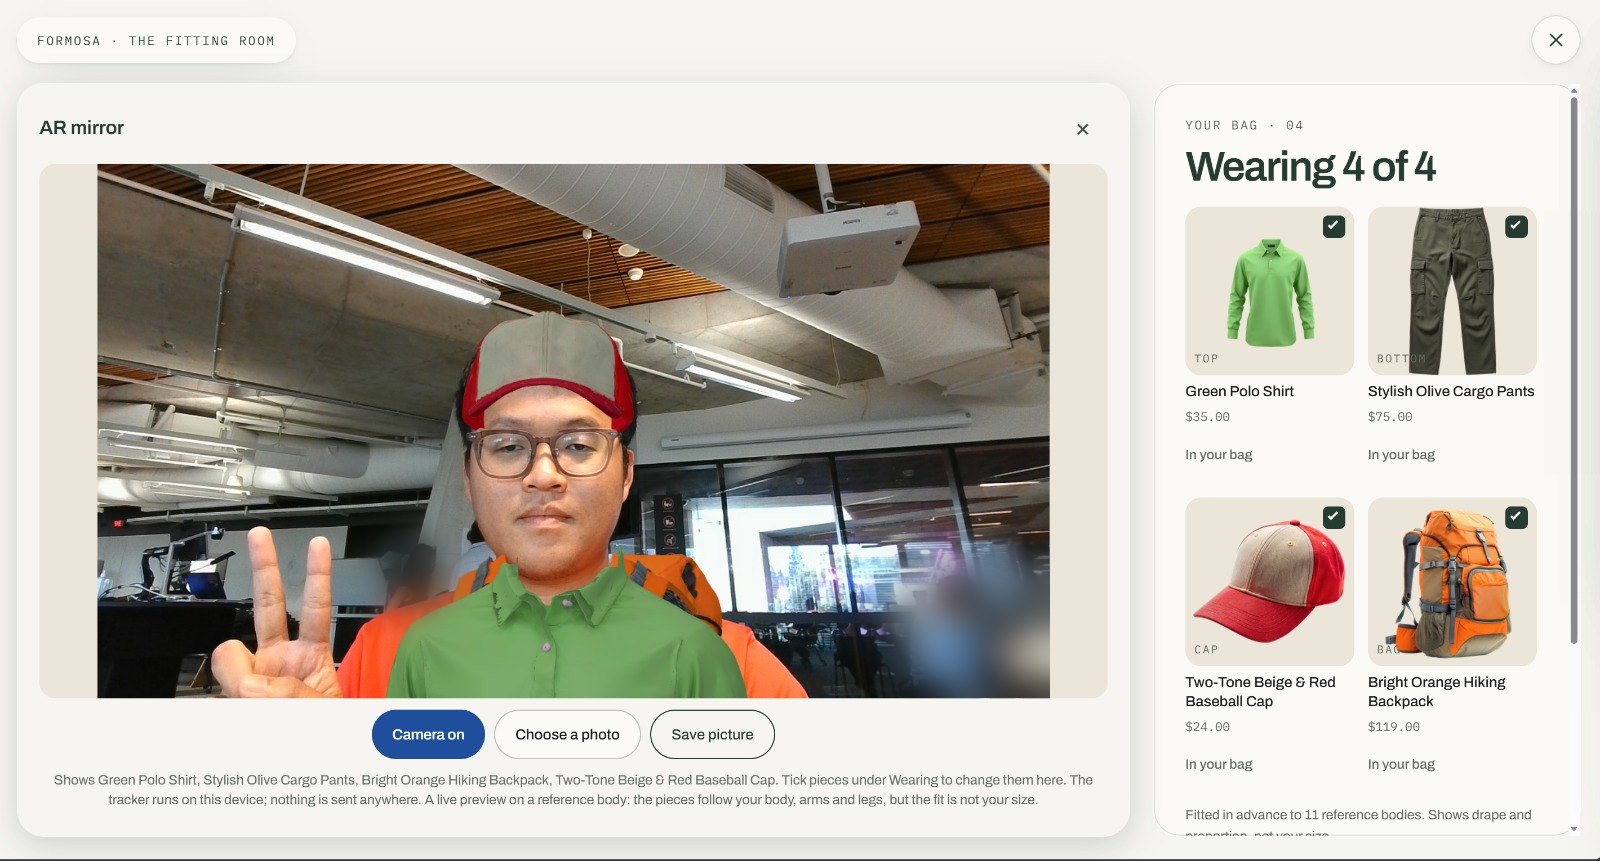 FORMOSA · THE FITTING ROOM
AR mirror
Camera on
Choose a photo
Save picture
Shows Green Polo Shirt, Stylish Olive Cargo Pants, Bright Orange Hiking Backpack, Two-Tone Beige & Red Baseball Cap. Tick pieces under Wearing to change them here. The
tracker runs on this device; nothing is sent anywhere. A live preview on a reference body: the pieces follow your body, arms and legs, but the fit is not your size.
YOUR BAG · 04
Wearing 4 of 4
TOP
Green Polo Shirt
$35.00
In your bag
BOTTOM
Stylish Olive Cargo Pants
$75.00
In your bag
CAP
Two-Tone Beige & Red
Baseball Cap
$24.00
In your bag
BAG
Bright Orange Hiking
Backpack
$119.00
In your bag
Fitted in advance to 11 reference bodies. Shows drape and
proportion, not your size.